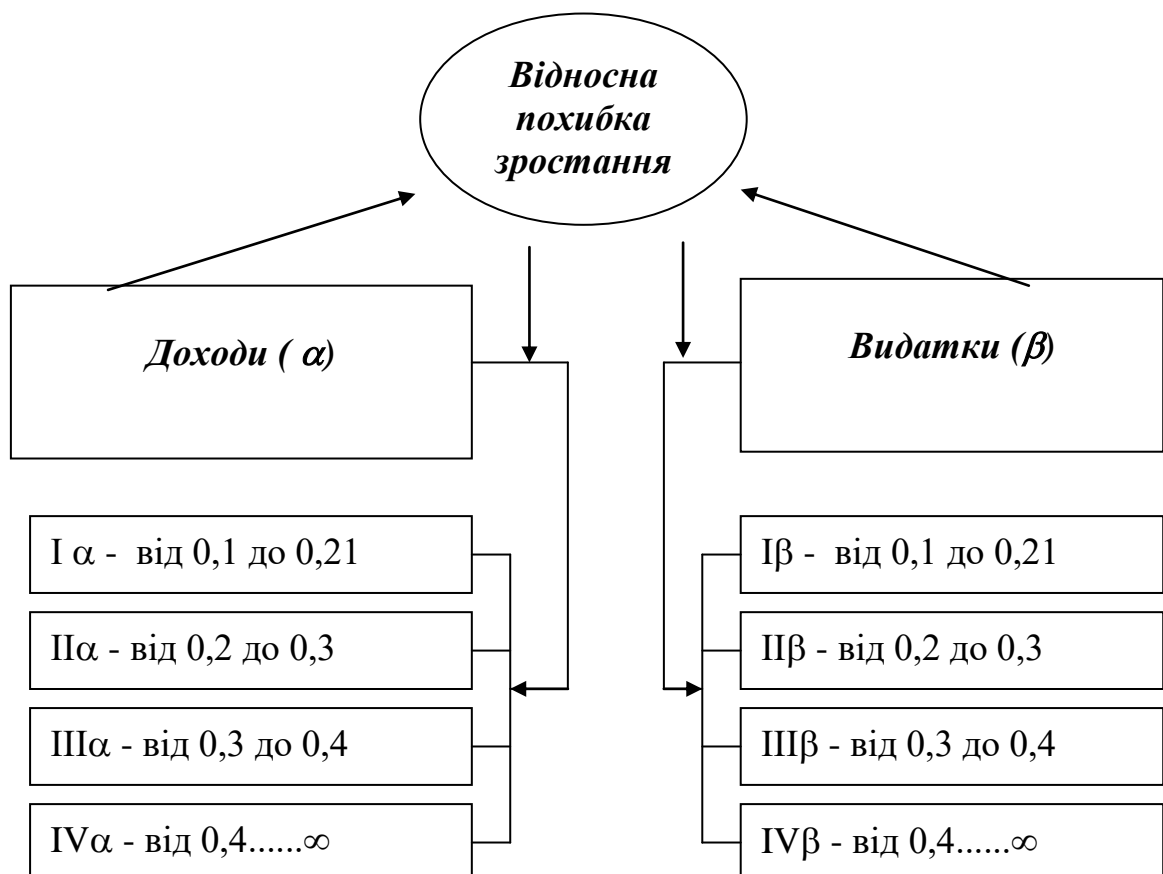 Відносна
похибка
зростання
Доходи ( α)
Видатки (β)
I α - від 0,1 до 0,21
IIα - від 0,2 до 0,3
IIIα - від 0,3 до 0,4
IVα - від 0,4......∞
Iβ - від 0,1 до 0,21
IIβ - від 0,2 до 0,3
IIIβ - від 0,3 до 0,4
IVβ - від 0,4......∞